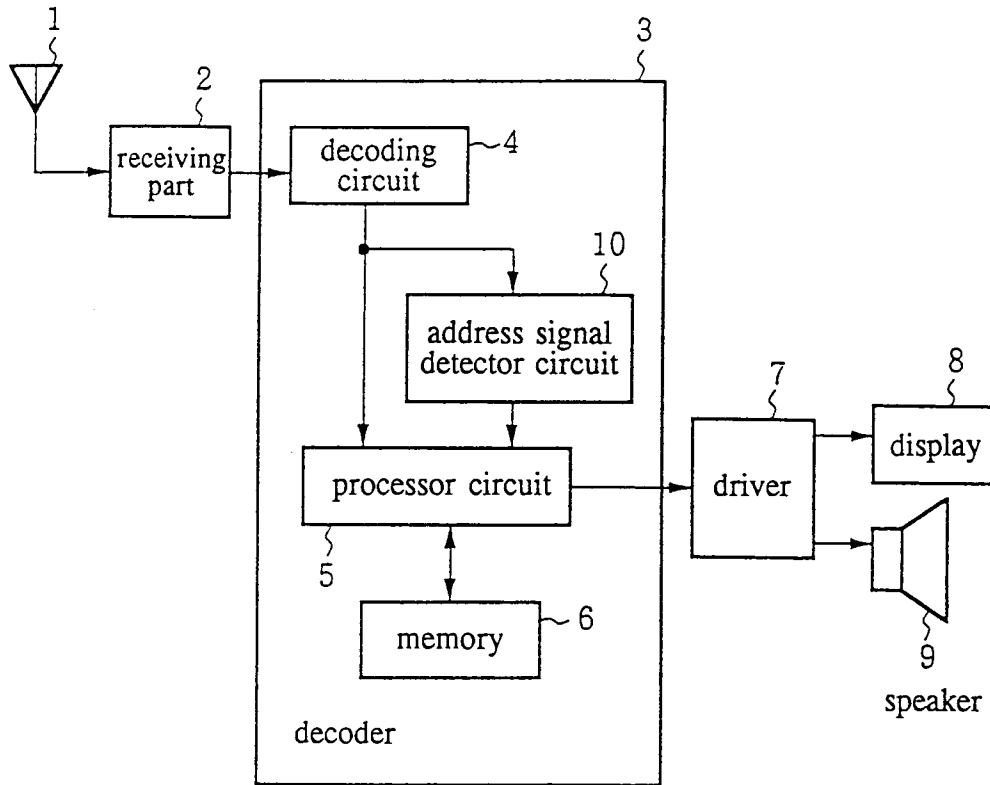 1
2
receiving
part
3
decoding
circuit
4
10
address signal
detector circuit
processor circuit
5
memory
6
decoder
7
driver
8
display
9
speaker